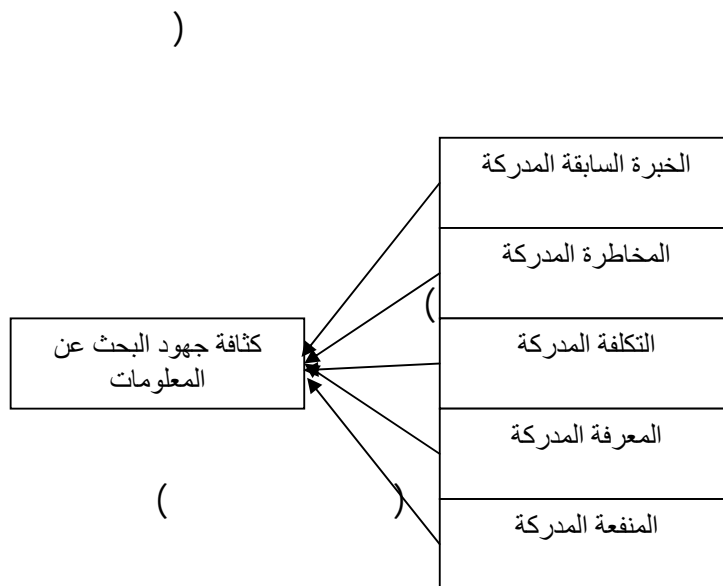 )
الخبرة السابقة المدركة
المخاطرة المدركة
(
التكلفة المدركة
المعرفة المدركة
المنفعة المدركة
كثافة جهود البحث عن
المعلومات
( )